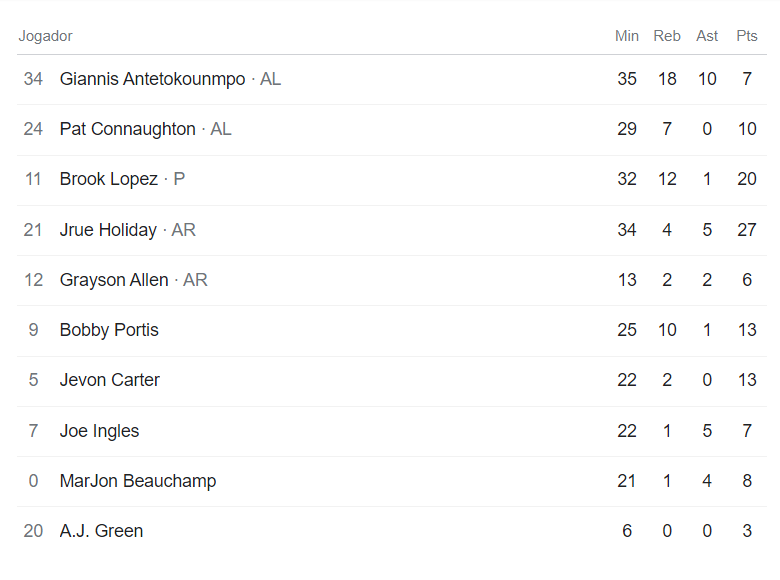 Jogador Min Reb Ast Pts
34 Giannis Antetokounmpo · AL 35 18 10 7
24 Pat Connaughton · AL 29 7 0 10
11 Brook Lopez · P 32 12 1 20
21 Jrue Holiday · AR 34 4 5 27
12 Grayson Allen · AR 13 2 2 6
9 Bobby Portis 25 10 1 13
5 Jevon Carter 22 2 0 13
7 Joe Ingles 22 1 5 7
0 MarJon Beauchamp 21 1 4 8
20 A.J. Green 6 0 0 3